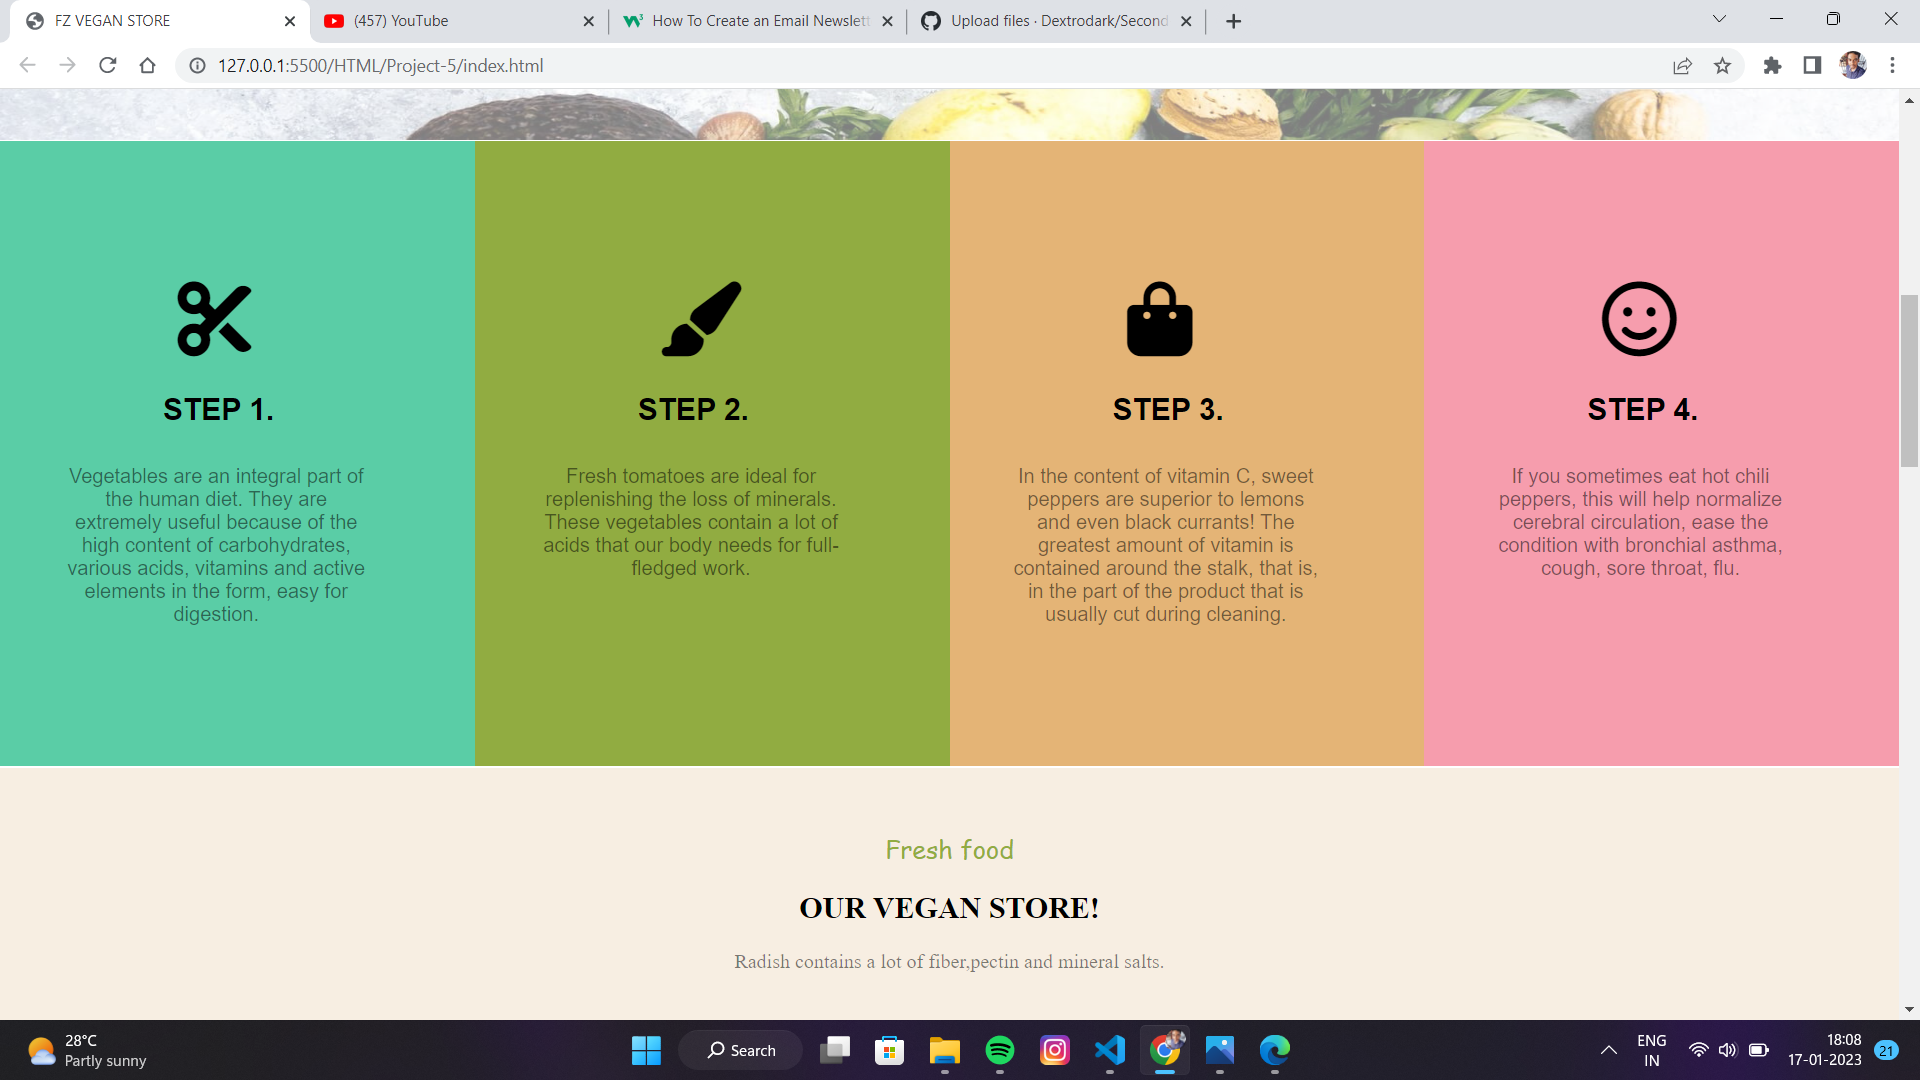 FZ VEGAN STORE
(457) YouTube
How To Create an Email Newslett
Upload files · Dextrodark/Second
127.0.0.1:5500/HTML/Project-5/index.html
STEP 1.
Vegetables are an integral part of
the human diet. They are
extremely useful because of the
high content of carbohydrates,
various acids, vitamins and active
elements in the form, easy for
digestion.
STEP 2.
Fresh tomatoes are ideal for
replenishing the loss of minerals.
These vegetables contain a lot of
acids that our body needs for full-
fledged work.
STEP 3.
In the content of vitamin C, sweet
peppers are superior to lemons
and even black currants! The
greatest amount of vitamin is
contained around the stalk, that is,
in the part of the product that is
usually cut during cleaning.
STEP 4.
If you sometimes eat hot chili
peppers, this will help normalize
cerebral circulation, ease the
condition with bronchial asthma,
cough, sore throat, flu.
Fresh food
OUR VEGAN STORE!
Radish contains a lot of fiber,pectin and mineral salts.
28°C
Partly sunny
Search
ENG
IN
18:08
17-01-2023
21